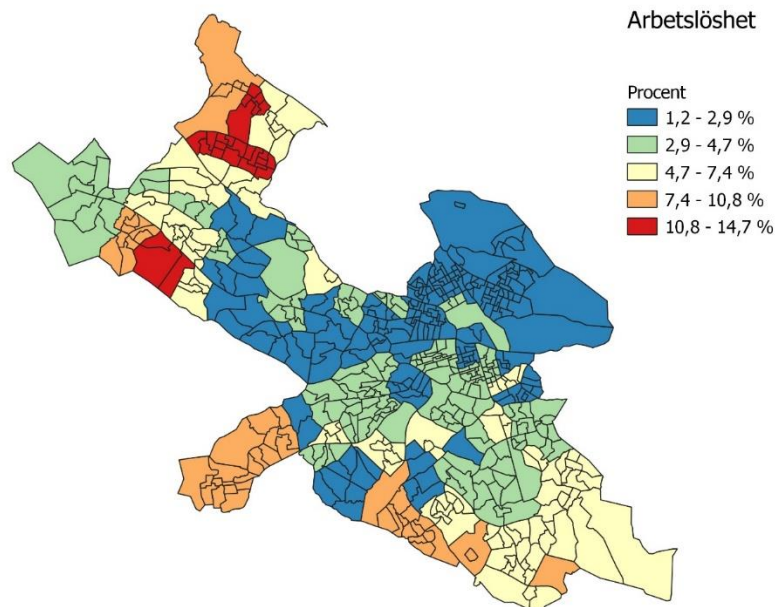 Arbetslöshet
Procent
1,2 - 2,9 %
2,9 - 4,7 %
4,7 - 7,4 %
7,4 - 10,8 %
10,8 - 14,7 %